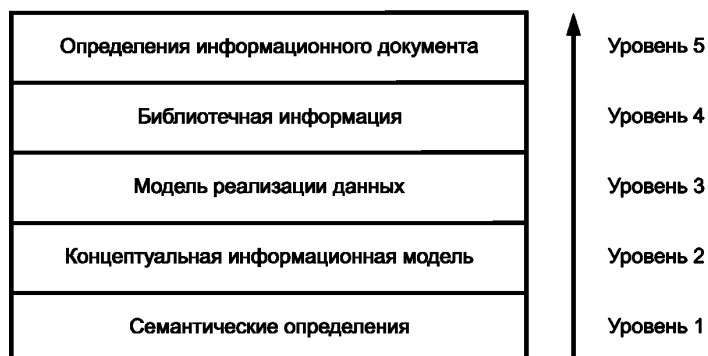 Определения информационного документа Уровень 5
Библиотечная информация Уровень 4
Модель реализации данных Уровень 3
Концептуальная информационная модель Уровень 2
Семантические определения Уровень 1